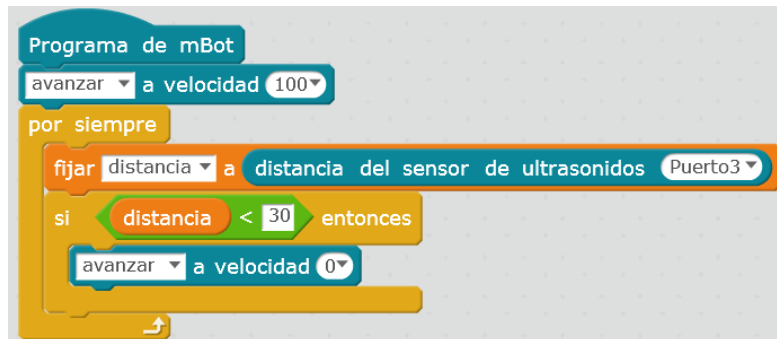 Programa de mBot
avanzar a velocidad 100
por siempre
fijar distancia a distancia del sensor de ultrasonidos Puerto3
si distancia < 30 entonces
avanzar a velocidad 0